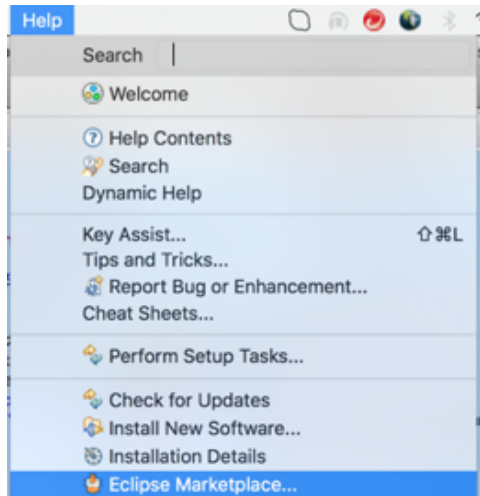 Help
Search
Welcome
Help Contents
Search
Dynamic Help
Key Assist... ⇧⌘L
Tips and Tricks...
Report Bug or Enhancement...
Cheat Sheets...
Perform Setup Tasks...
Check for Updates
Install New Software...
Installation Details
Eclipse Marketplace...